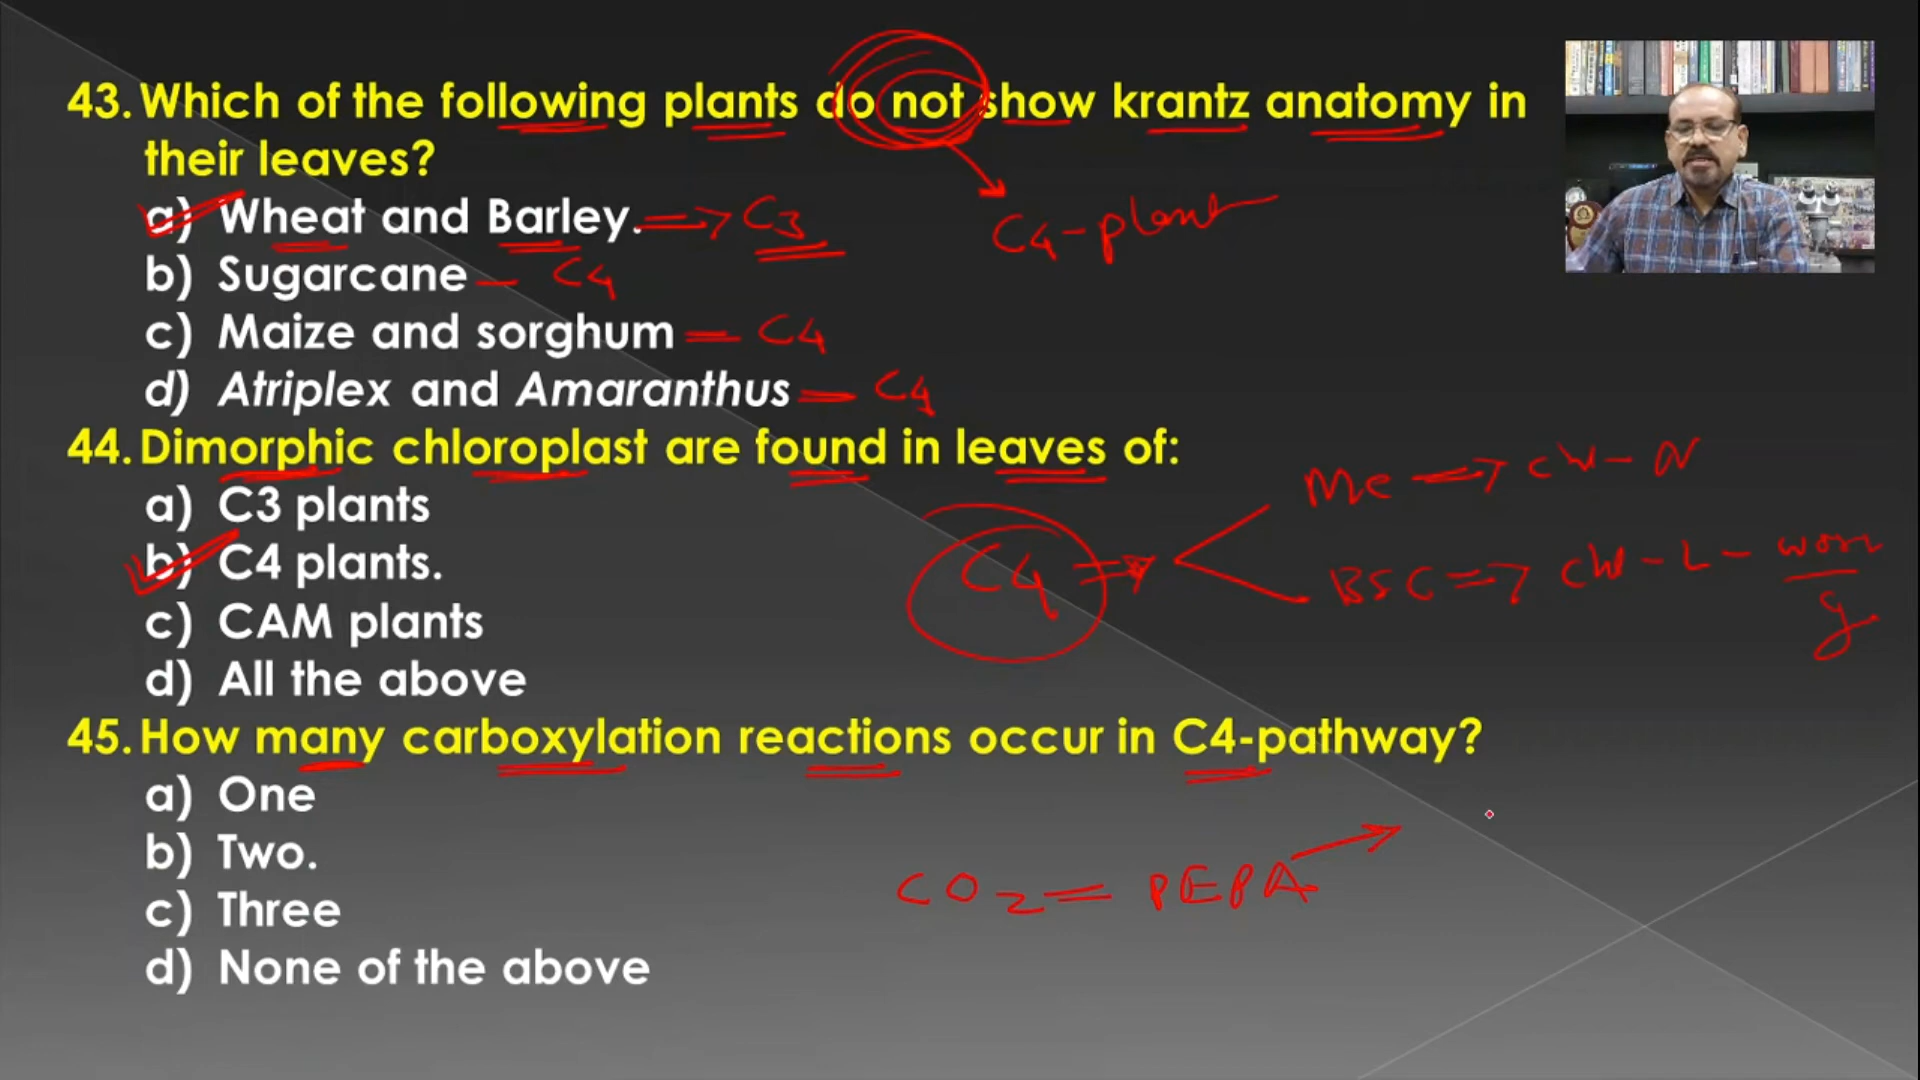 43. Which of the following plants do not show krantz anatomy in
their leaves?
a) Wheat and Barley. ⇒ C3
C4-plant
b) Sugarcane – C4
c) Maize and sorghum – C4
d) Atriplex and Amaranthus – C4
44. Dimorphic chloroplast are found in leaves of:
Mc ⇒
a) C3 plants
b) C4 plants.
C4 ⇒
BSC ⇒
c) CAM plants
d) All the above
45. How many carboxylation reactions occur in C4-pathway?
a) One
b) Two.
CO2 = PEPA
c) Three
d) None of the above